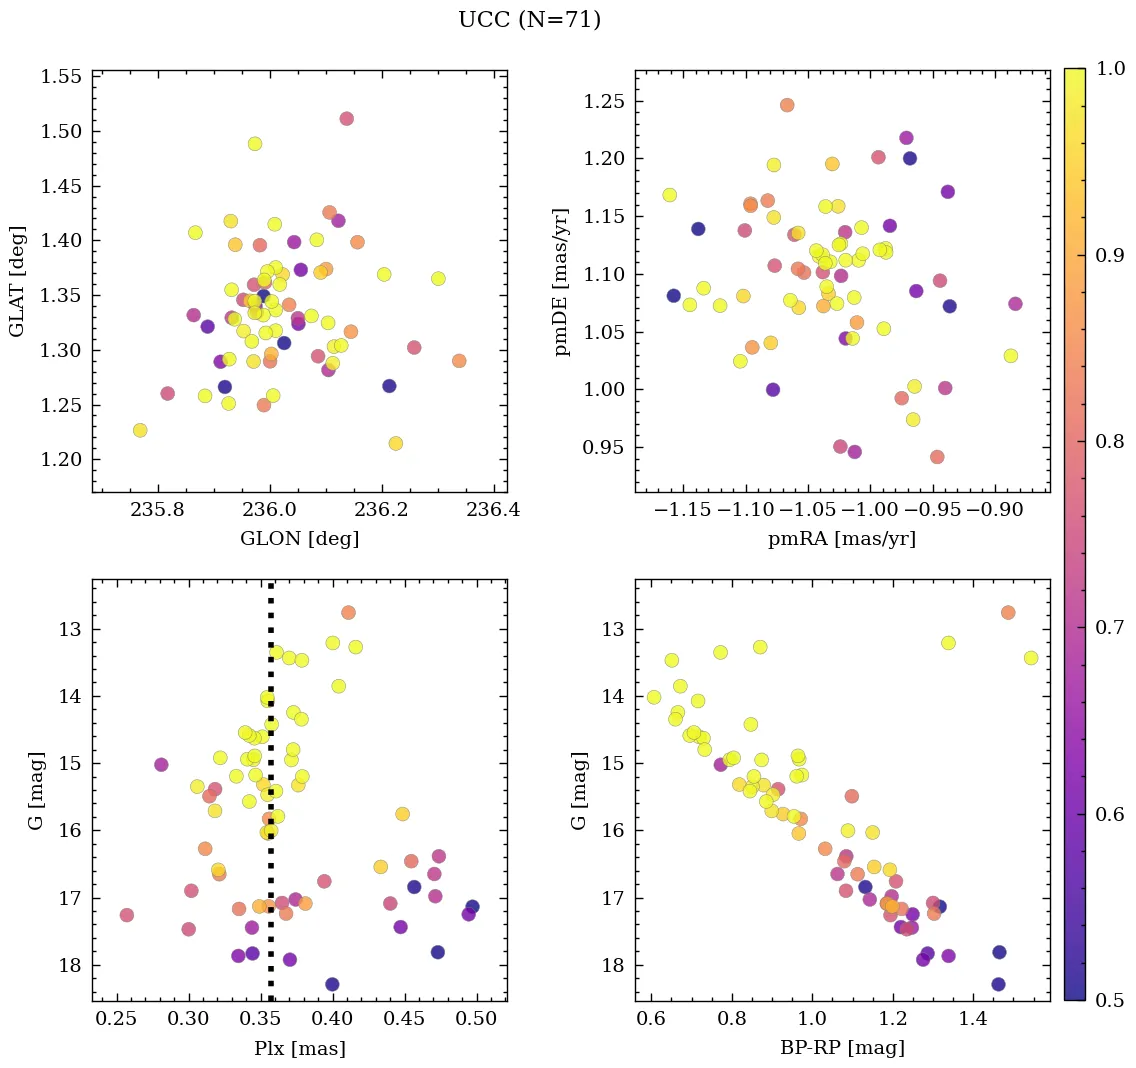 UCC (N=71)
1.55
1.50
1.45
1.40
1.35
1.30
1.25
1.20
GLAT [deg]
235.8 236.0 236.2 236.4
GLON [deg]
1.25
1.20
1.15
1.10
1.05
1.00
0.95
pmDE [mas/yr]
−1.15 −1.10 −1.05 −1.00 −0.95 −0.90
pmRA [mas/yr]
13
14
15
16
17
18
G [mag]
0.25 0.30 0.35 0.40 0.45 0.50
Plx [mas]
13
14
15
16
17
18
G [mag]
0.6 0.8 1.0 1.2 1.4
BP-RP [mag]
1.0
0.9
0.8
0.7
0.6
0.5